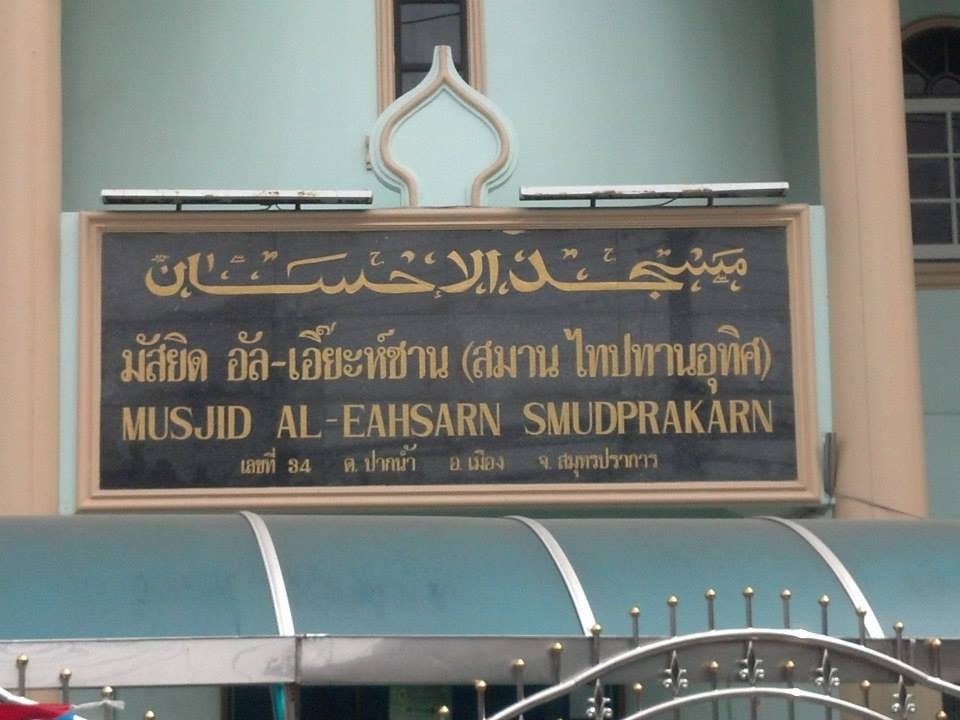 مسجد الاحسان
มัสยิด อัล-เอี๊ยะห์ซาน (สมาน ไทปทานอุทิศ)
MUSJID AL-EAHSARN SMUDPRAKARN
เลขที่ 34 ต. ปากน้ำ อ. เมือง จ. สมุทรปราการ